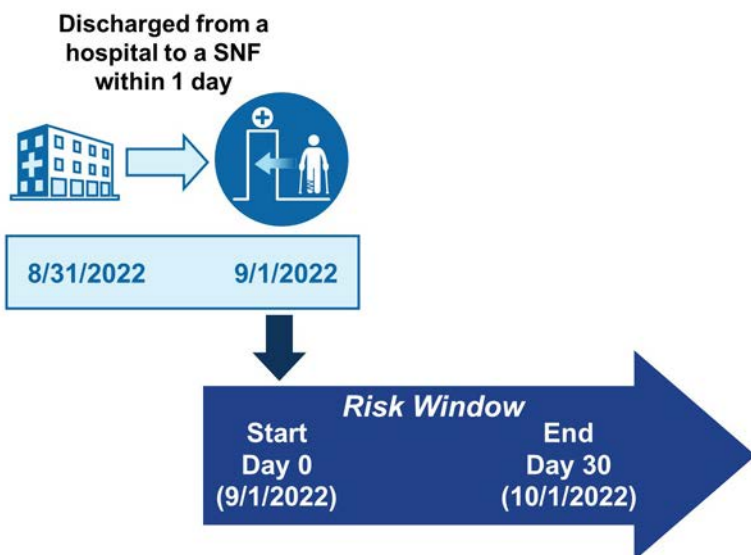 Discharged from a
hospital to a SNF
within 1 day
8/31/2022 9/1/2022
Risk Window
Start End
Day 0 Day 30
(9/1/2022) (10/1/2022)